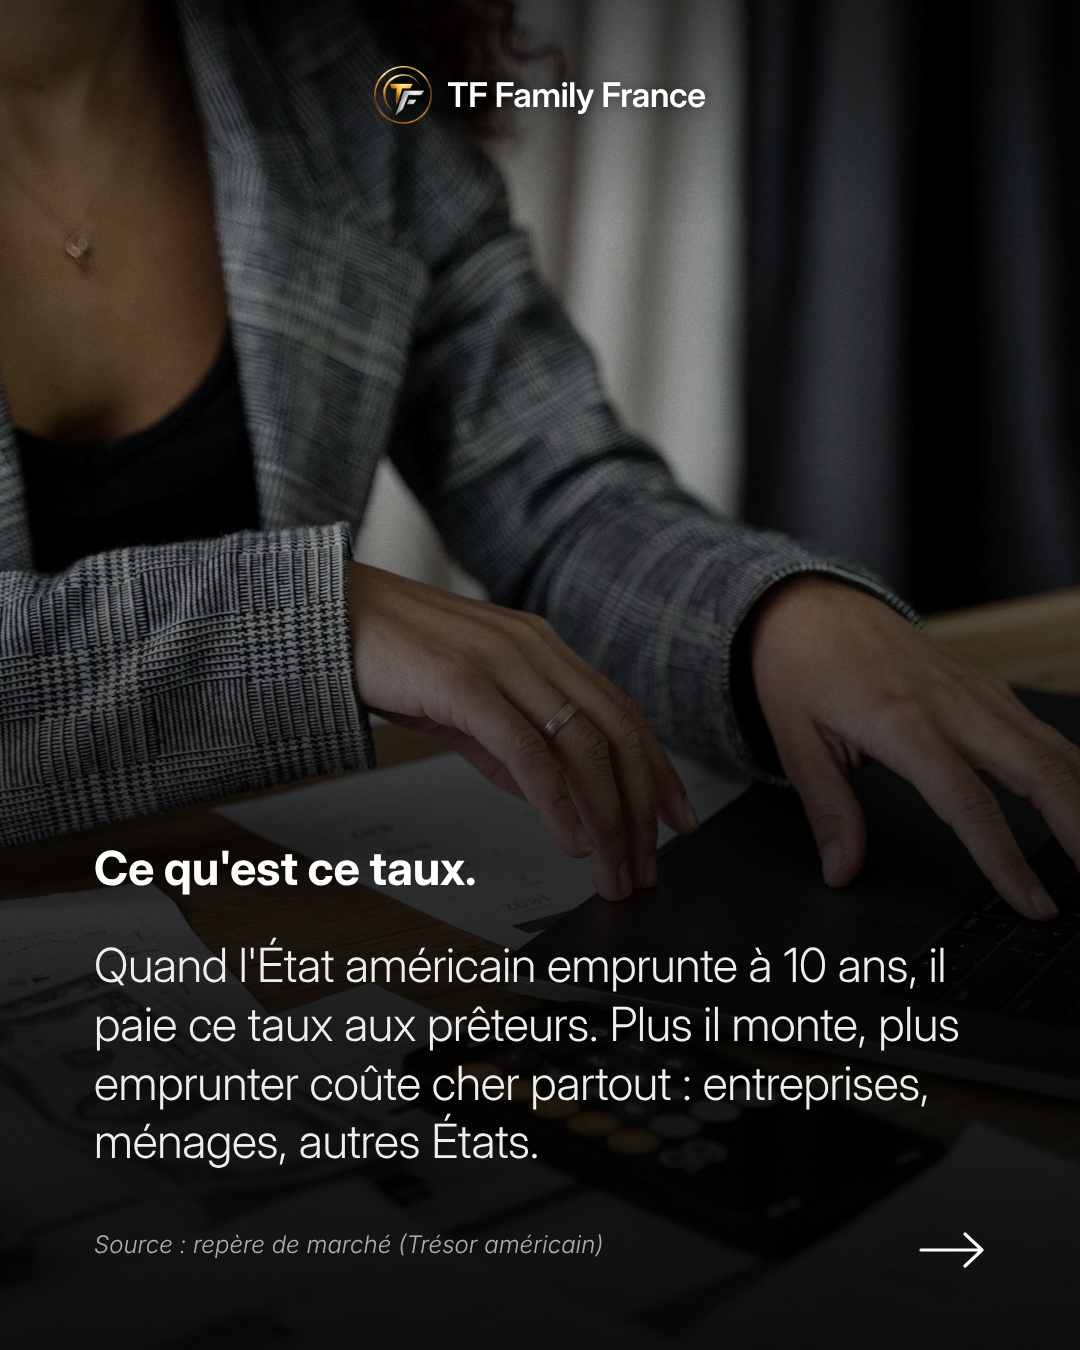 TF Family France
Ce qu'est ce taux.
Quand l'État américain emprunte à 10 ans, il
paie ce taux aux prêteurs. Plus il monte, plus
emprunter coûte cher partout : entreprises,
ménages, autres États.
Source : repère de marché (Trésor américain)